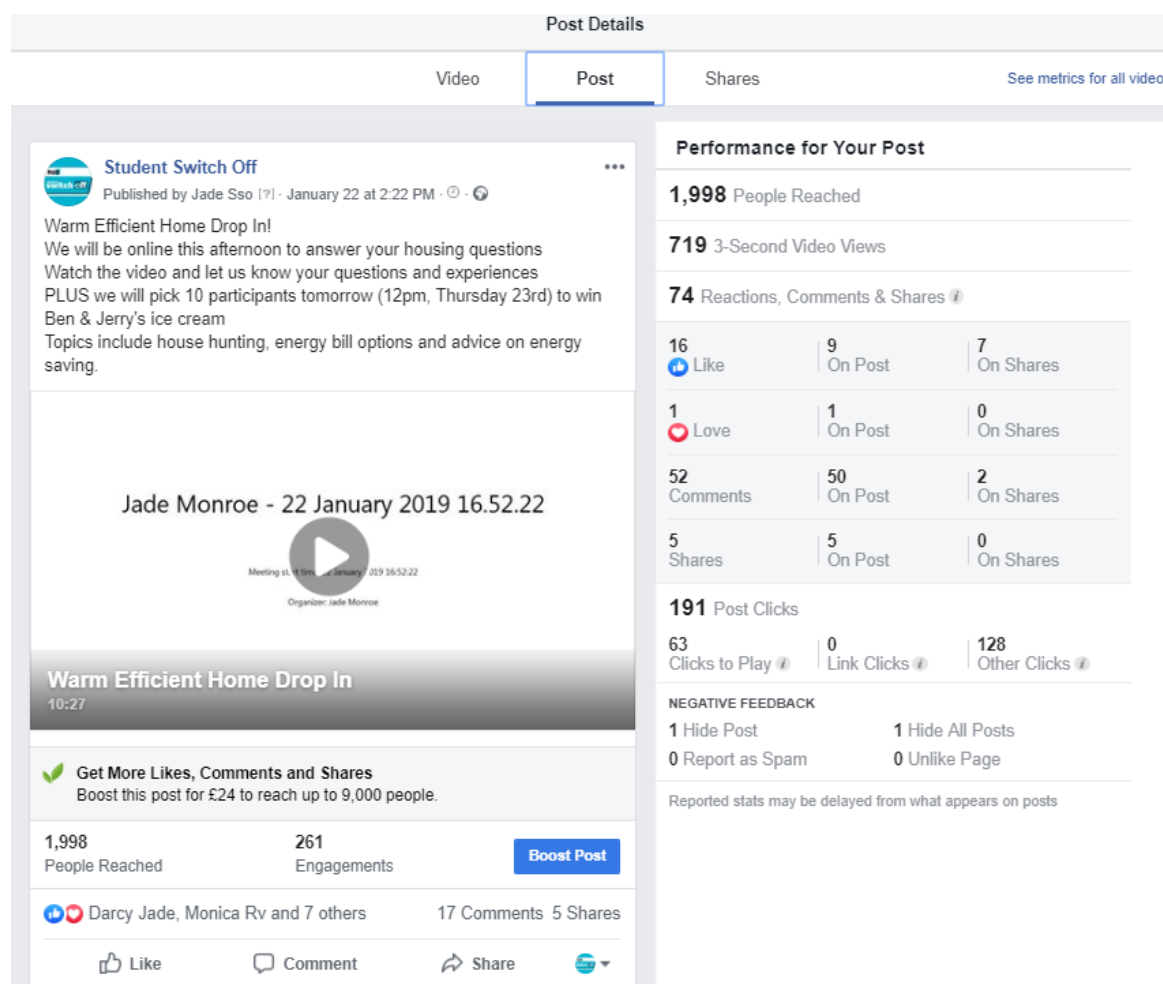 Post Details
Video Post Shares See metrics for all video
Student Switch Off
Published by Jade Sso [?] · January 22 at 2:22 PM ·
Warm Efficient Home Drop In!
We will be online this afternoon to answer your housing questions
Watch the video and let us know your questions and experiences
PLUS we will pick 10 participants tomorrow (12pm, Thursday 23rd) to win
Ben & Jerry's ice cream
Topics include house hunting, energy bill options and advice on energy
saving.
Jade Monroe - 22 January 2019 16.52.22
Meeting st January 2019 16:52:22
Organizer: Jade Monroe
Warm Efficient Home Drop In
10:27
Get More Likes, Comments and Shares
Boost this post for £24 to reach up to 9,000 people.
1,998 261
People Reached Engagements
Boost Post
Darcy Jade, Monica Rv and 7 others 17 Comments 5 Shares
Like Comment Share
Performance for Your Post
1,998 People Reached
719 3-Second Video Views
74 Reactions, Comments & Shares
16 9 7
Like On Post On Shares
1 1 0
Love On Post On Shares
52 50 2
Comments On Post On Shares
5 5 0
Shares On Post On Shares
191 Post Clicks
63 0 128
Clicks to Play Link Clicks Other Clicks
NEGATIVE FEEDBACK
1 Hide Post 1 Hide All Posts
0 Report as Spam 0 Unlike Page
Reported stats may be delayed from what appears on posts